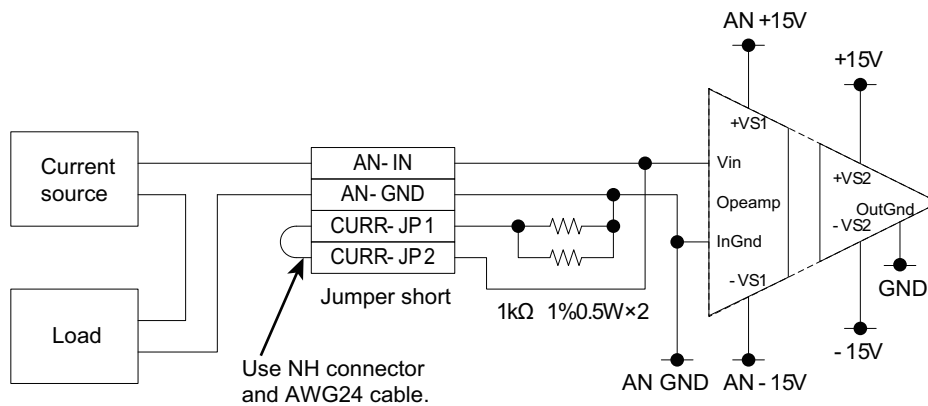 AN +15V
+15V
+VS1
Current
source
AN- IN
AN- GND
CURR- JP1
CURR- JP2
Vin
+VS2
Opeamp
OutGnd
- VS2
InGnd
- VS1
Jumper short
1kΩ 1%0.5W×2
GND
Load
Use NH connector
and AWG24 cable.
AN GND
AN - 15V
- 15V